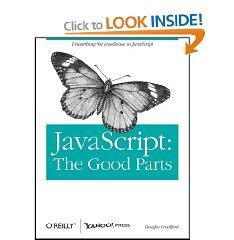 Click to
LOOK INSIDE!
Unearthing the excellence in JavaScript
JavaScript:
The Good Parts
O'REILLY®
YAHOO! PRESS
Douglas Crockford